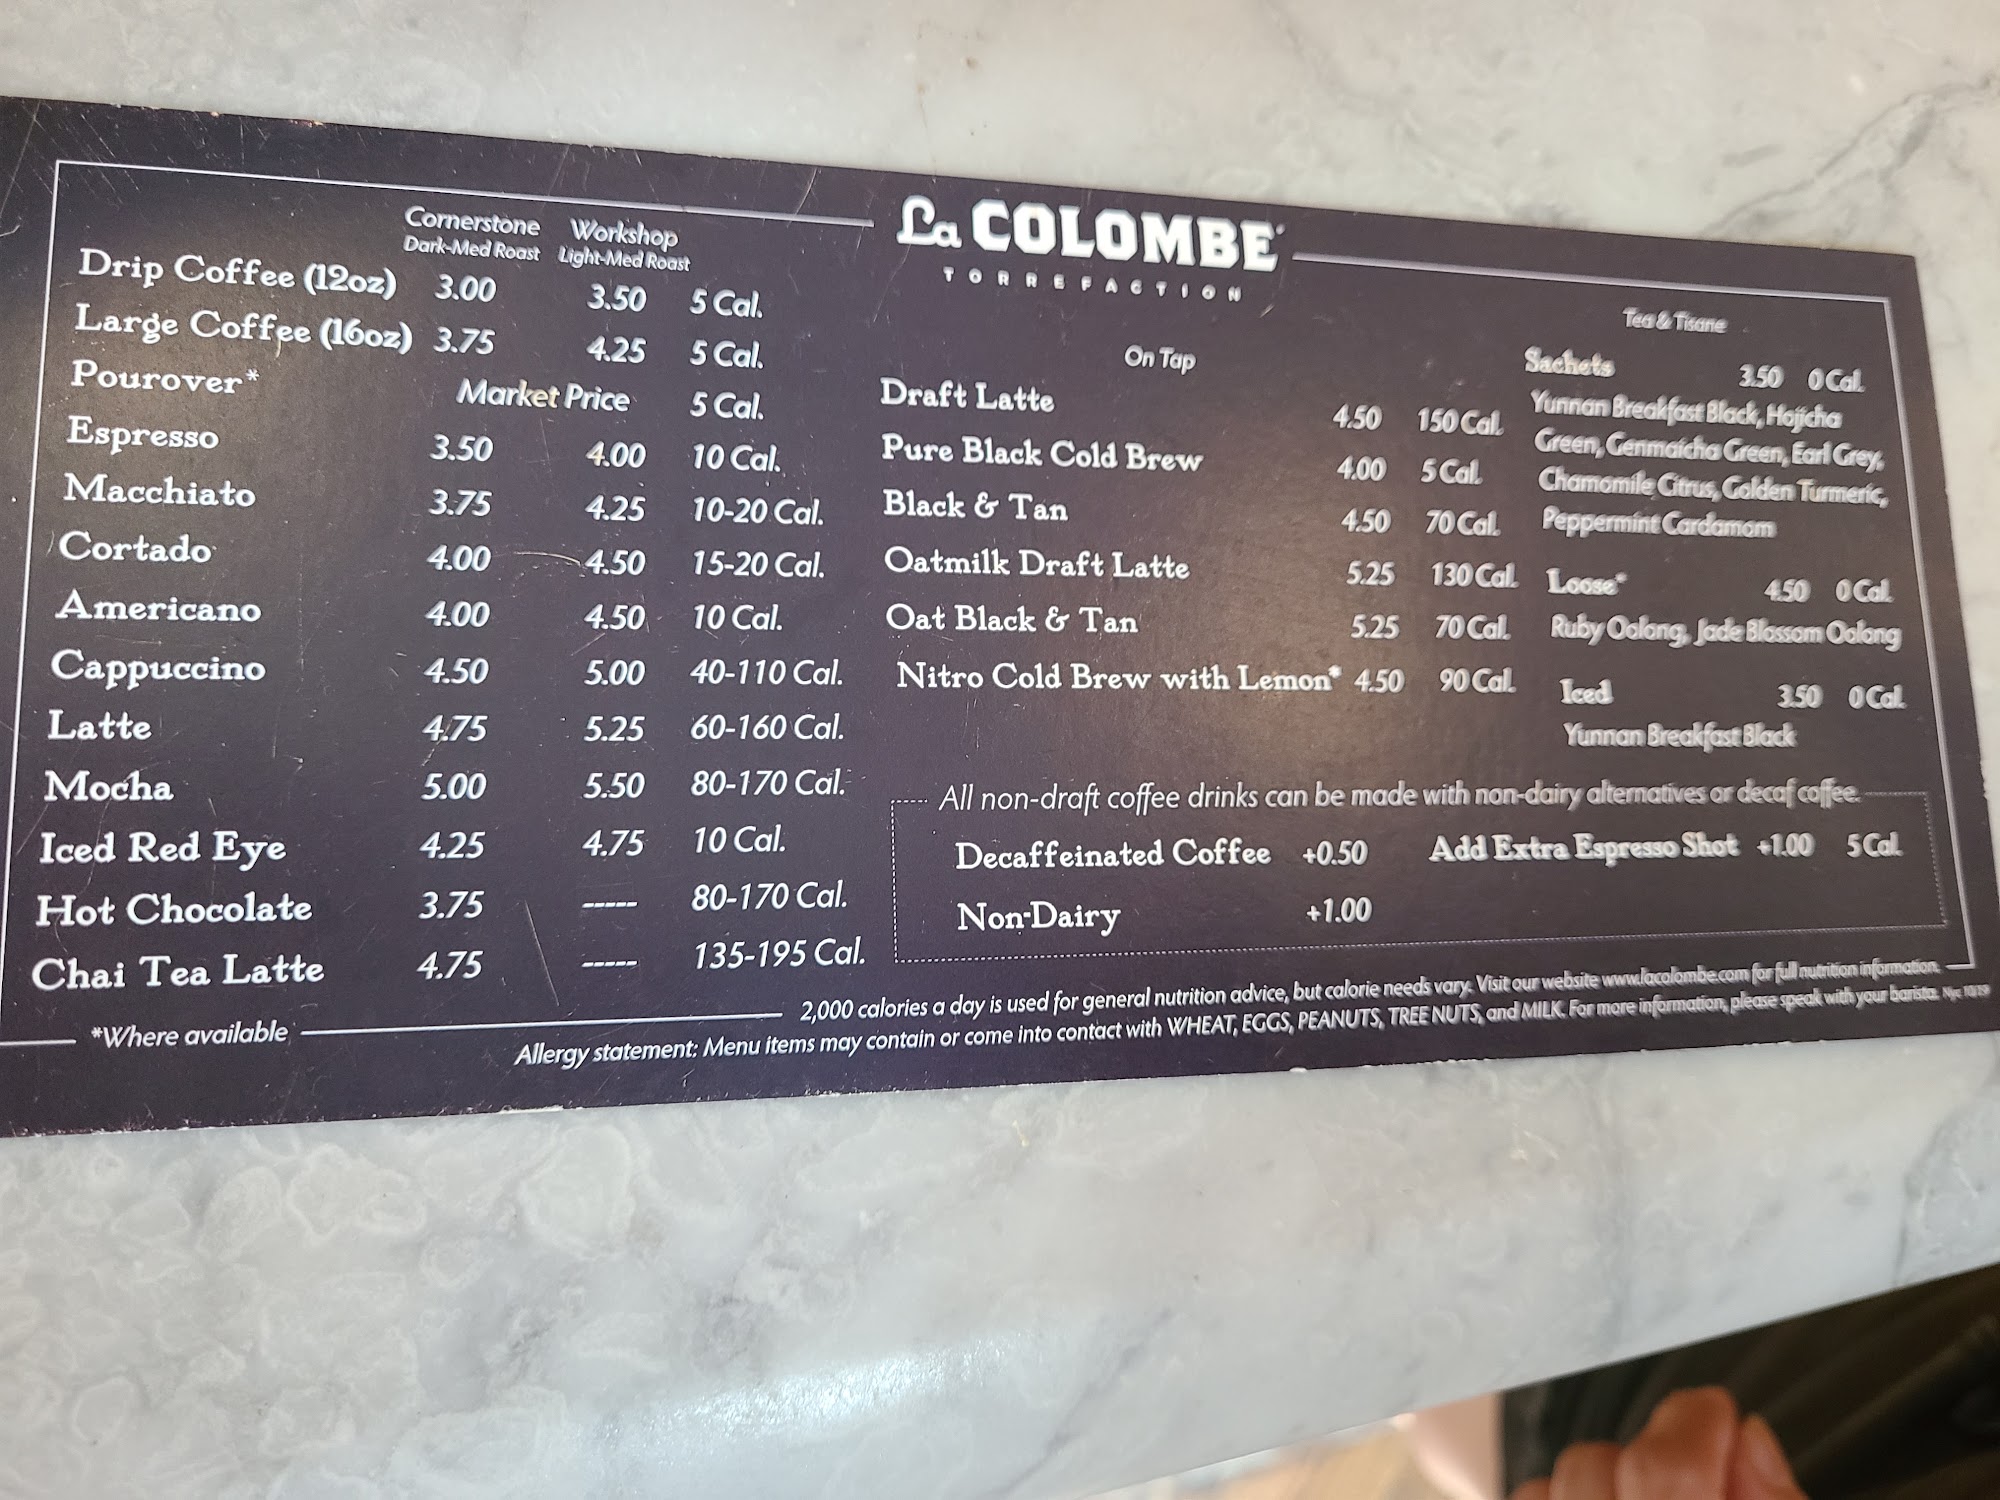 La COLOMBE
TORREFACTION
Cornerstone Workshop
Dark-Med Roast Light-Med Roast
Drip Coffee (12oz) 3.00 3.50 5 Cal.
Large Coffee (16oz) 3.75 4.25 5 Cal.
Pourover* Market Price 5 Cal.
Espresso 3.50 4.00 10 Cal.
Macchiato 3.75 4.25 10-20 Cal.
Cortado 4.00 4.50 15-20 Cal.
Americano 4.00 4.50 10 Cal.
Cappuccino 4.50 5.00 40-110 Cal.
Latte 4.75 5.25 60-160 Cal.
Mocha 5.00 5.50 80-170 Cal.
Iced Red Eye 4.25 4.75 10 Cal.
Hot Chocolate 3.75 ----- 80-170 Cal.
Chai Tea Latte 4.75 ----- 135-195 Cal.
*Where available
On Tap
Draft Latte 4.50 150 Cal.
Pure Black Cold Brew 4.00 5 Cal.
Black & Tan 4.50 70 Cal.
Oatmilk Draft Latte 5.25 130 Cal.
Oat Black & Tan 5.25 70 Cal.
Nitro Cold Brew with Lemon* 4.50 90 Cal.
Tea & Tisane
Sachets 3.50 0 Cal.
Yunnan Breakfast Black, Hojicha
Green, Genmaicha Green, Earl Grey,
Chamomile Citrus, Golden Turmeric,
Peppermint Cardamom
Loose* 4.50 0 Cal.
Ruby Oolong, Jade Blossom Oolong
Iced 3.50 0 Cal.
Yunnan Breakfast Black
All non-draft coffee drinks can be made with non-dairy alternatives or decaf coffee.
Decaffeinated Coffee +0.50 Add Extra Espresso Shot +1.00 5 Cal.
Non-Dairy +1.00
2,000 calories a day is used for general nutrition advice, but calorie needs vary. Visit our website www.lacolombe.com for full nutrition information.
Allergy statement: Menu items may contain or come into contact with WHEAT, EGGS, PEANUTS, TREE NUTS, and MILK. For more information, please speak with your barista. Nyc 10/19